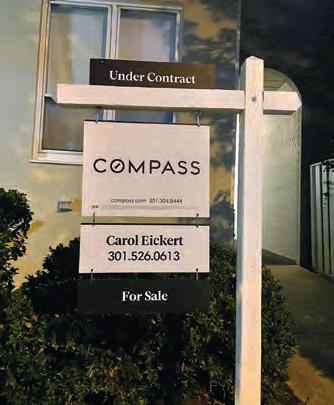 Under Contract
COMPASS
compass.com 301.304.8444
Carol Eickert
301.526.0613
For Sale